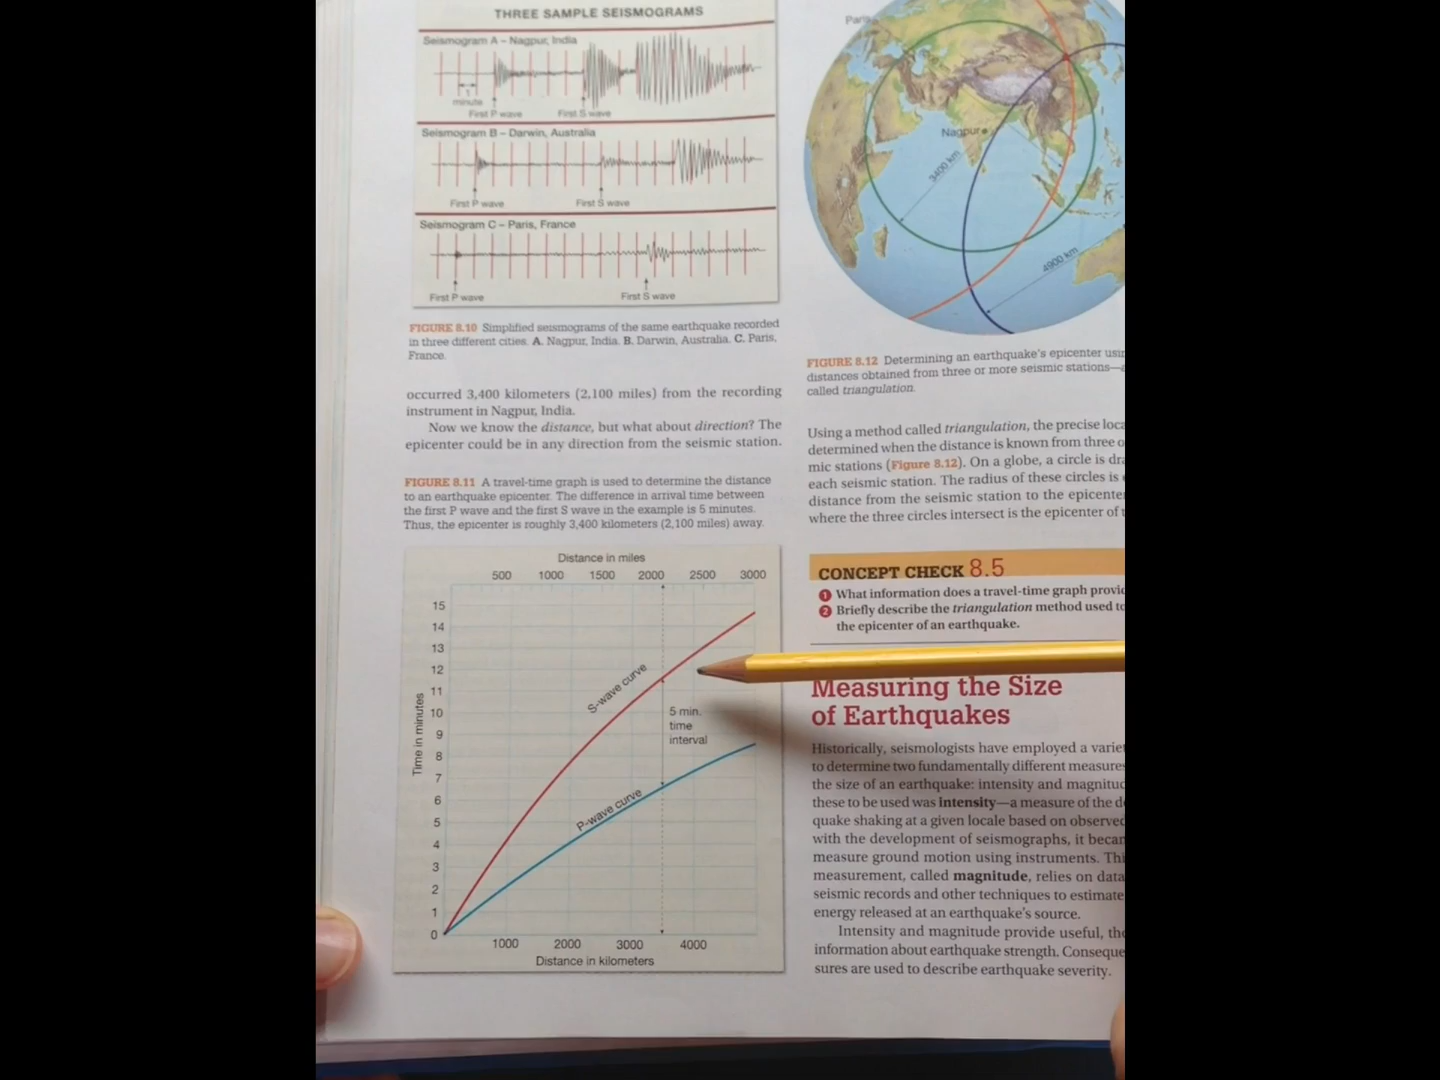 THREE SAMPLE SEISMOGRAMS
Seismogram A – Nagpur, India
1
minute
First P wave
First S wave
Seismogram B – Darwin, Australia
First P wave
First S wave
Seismogram C – Paris, France
First P wave
First S wave
FIGURE 8.10 Simplified seismograms of the same earthquake recorded
in three different cities. A. Nagpur, India. B. Darwin, Australia. C. Paris,
France.
occurred 3,400 kilometers (2,100 miles) from the recording
instrument in Nagpur, India.
Now we know the distance, but what about direction? The
epicenter could be in any direction from the seismic station.
FIGURE 8.11 A travel-time graph is used to determine the distance
to an earthquake epicenter. The difference in arrival time between
the first P wave and the first S wave in the example is 5 minutes.
Thus, the epicenter is roughly 3,400 kilometers (2,100 miles) away.
Distance in miles
500 1000 1500 2000 2500 3000
15
14
13
12
11
10
9
8
7
6
5
4
3
2
1
0
Time in minutes
S-wave curve
5 min.
time
interval
P-wave curve
1000 2000 3000 4000
Distance in kilometers
Paris
Nagpur
3400 km
4900 km
FIGURE 8.12 Determining an earthquake's epicenter
distances obtained from three or more seismic stations—
called triangulation.
Using a method called triangulation, the precise
determined when the distance is known from three
mic stations (Figure 8.12). On a globe, a circle is
each seismic station. The radius of these circles is
distance from the seismic station to the
where the three circles intersect is the epicenter of
CONCEPT CHECK 8.5
1 What information does a travel-time graph
2 Briefly describe the triangulation method used
the epicenter of an earthquake.
Measuring the Size
of Earthquakes
Historically, seismologists have employed a
to determine two fundamentally different
the size of an earthquake: intensity and
these to be used was intensity—a measure of the
quake shaking at a given locale based on observed
with the development of seismographs, it
measure ground motion using instruments.
measurement, called magnitude, relies on data
seismic records and other techniques to estimate
energy released at an earthquake's source.
Intensity and magnitude provide useful,
information about earthquake strength.
sures are used to describe earthquake severity.